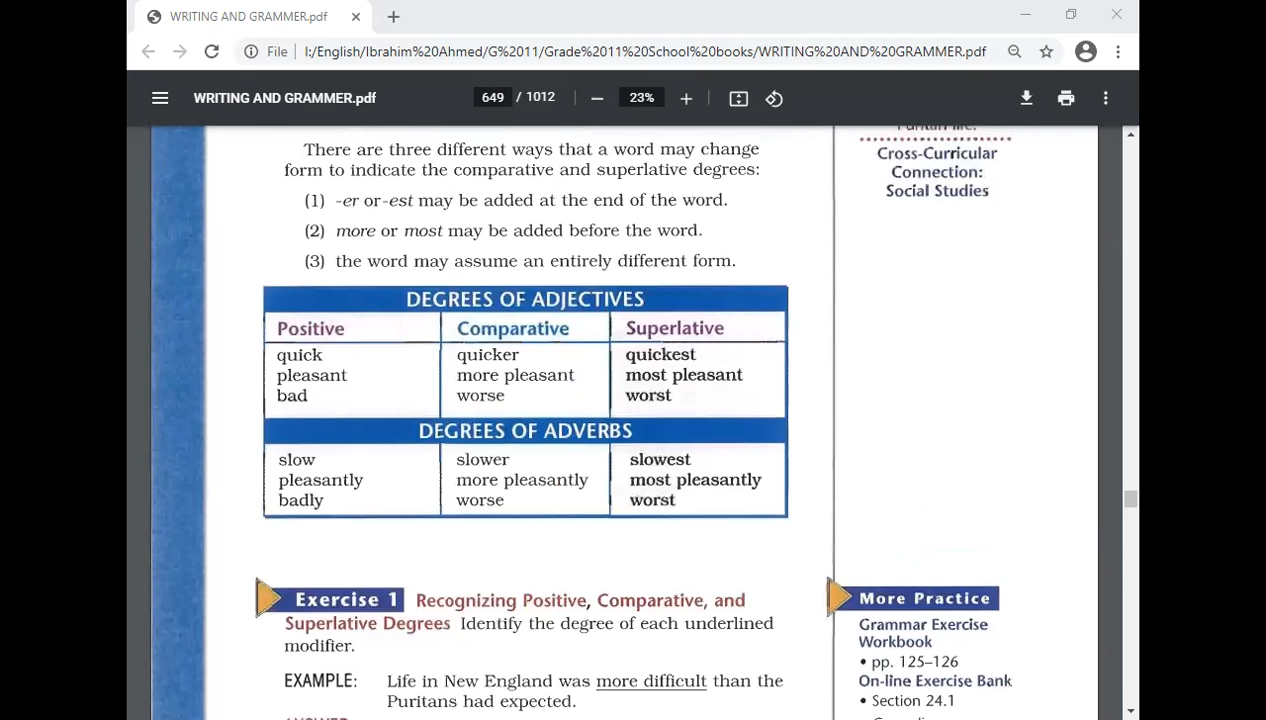 WRITING AND GRAMMER.pdf
File
I:/English/Ibrahim%20Ahmed/G%2011/Grade%2011%20School%20books/WRITING%20AND%20GRAMMER.pdf
WRITING AND GRAMMER.pdf
649 / 1012
23%
Puritan life.
There are three different ways that a word may change
form to indicate the comparative and superlative degrees:
(1) -er or-est may be added at the end of the word.
(2) more or most may be added before the word.
(3) the word may assume an entirely different form.
Cross-Curricular
Connection:
Social Studies
DEGREES OF ADJECTIVES
Positive Comparative Superlative
quick quicker quickest
pleasant more pleasant most pleasant
bad worse worst
DEGREES OF ADVERBS
slow slower slowest
pleasantly more pleasantly most pleasantly
badly worse worst
Exercise 1 Recognizing Positive, Comparative, and
Superlative Degrees Identify the degree of each underlined
modifier.
EXAMPLE: Life in New England was more difficult than the
Puritans had expected.
More Practice
Grammar Exercise
Workbook
• pp. 125–126
On-line Exercise Bank
• Section 24.1